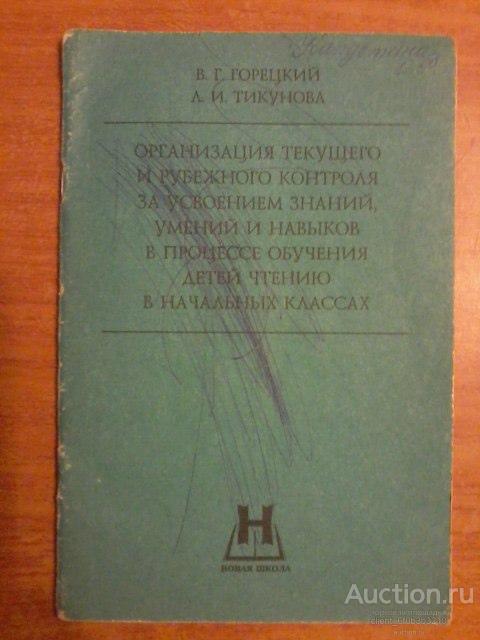 В. Г. ГОРЕЦКИЙ
Л. И. ТИКУНОВА
ОРГАНИЗАЦИЯ ТЕКУЩЕГО
И РУБЕЖНОГО КОНТРОЛЯ
ЗА УСВОЕНИЕМ ЗНАНИЙ,
УМЕНИЙ И НАВЫКОВ
В ПРОЦЕССЕ ОБУЧЕНИЯ
ДЕТЕЙ ЧТЕНИЮ
В НАЧАЛЬНЫХ КЛАССАХ
Н
НОВАЯ ШКОЛА
Auction.ru